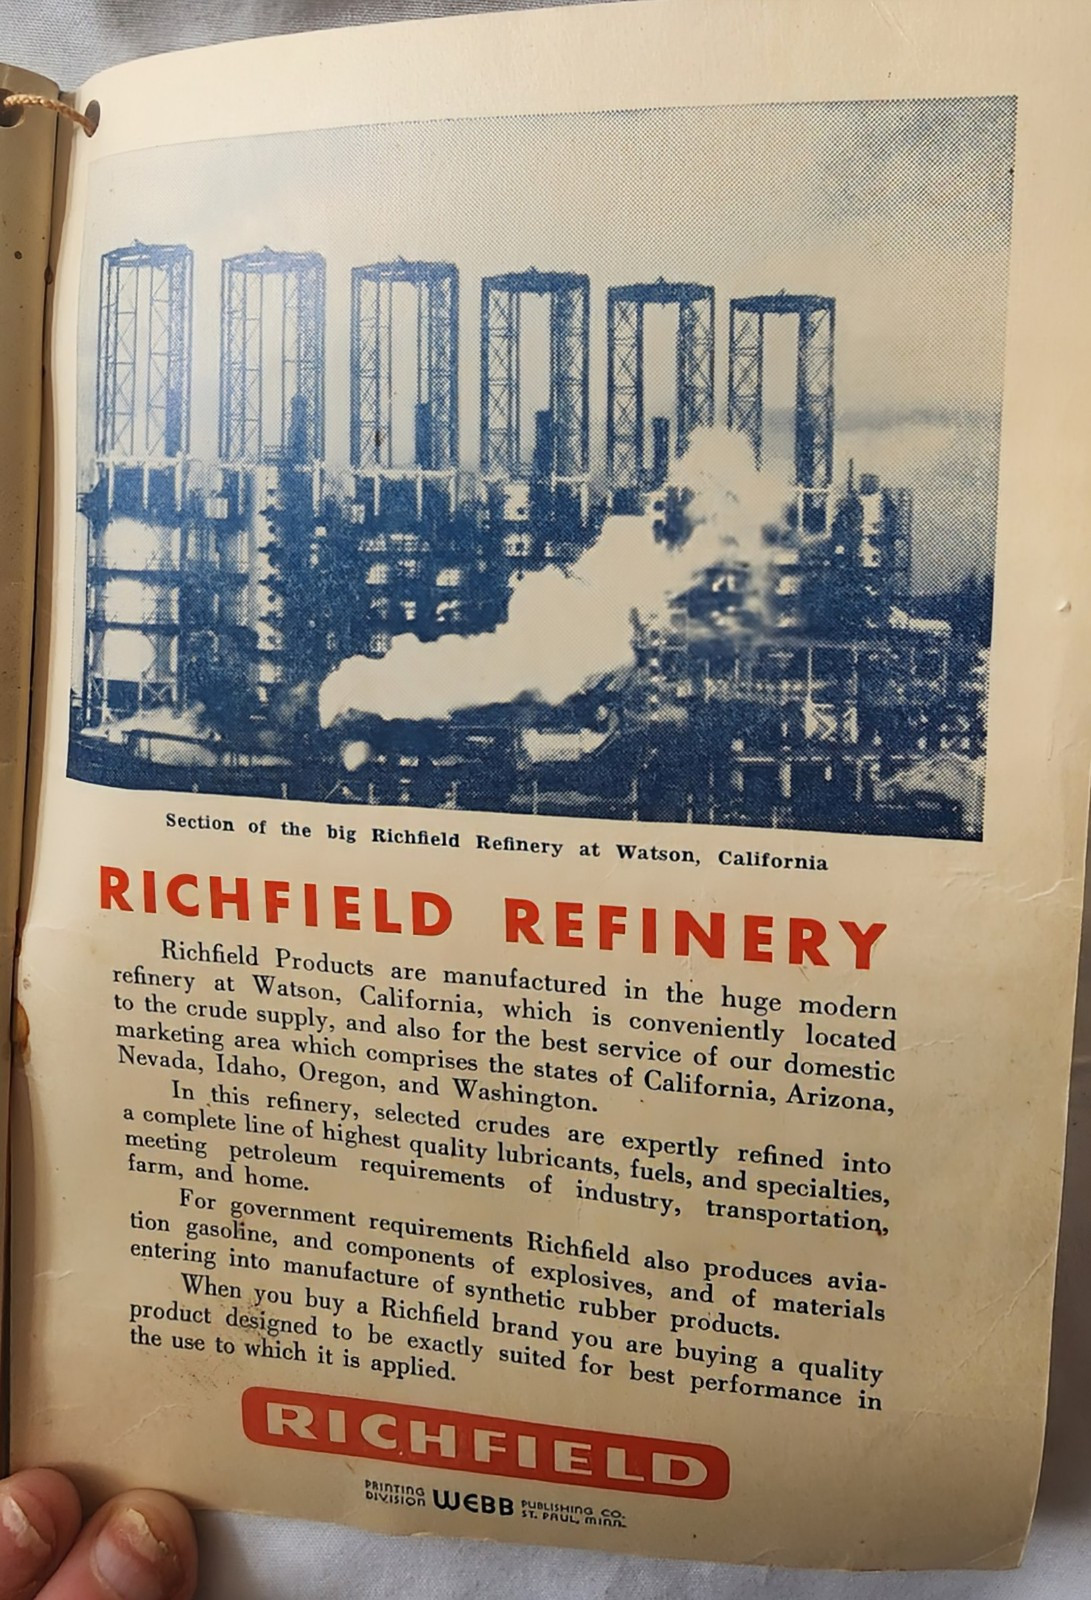 Section of the big Richfield Refinery at Watson, California
RICHFIELD REFINERY
Richfield Products are manufactured in the huge modern
refinery at Watson, California, which is conveniently located
to the crude supply, and also for the best service of our domestic
marketing area which comprises the states of California, Arizona,
Nevada, Idaho, Oregon, and Washington.
In this refinery, selected crudes are expertly refined into
a complete line of highest quality lubricants, fuels, and specialties,
meeting petroleum requirements of industry, transportation,
farm, and home.
For government requirements Richfield also produces avia-
tion gasoline, and components of explosives, and of materials
entering into manufacture of synthetic rubber products.
When you buy a Richfield brand you are buying a quality
product designed to be exactly suited for best performance in
the use to which it is applied.
RICHFIELD
PRINTING DIVISION WEBB PUBLISHING CO. ST. PAUL, MINN.